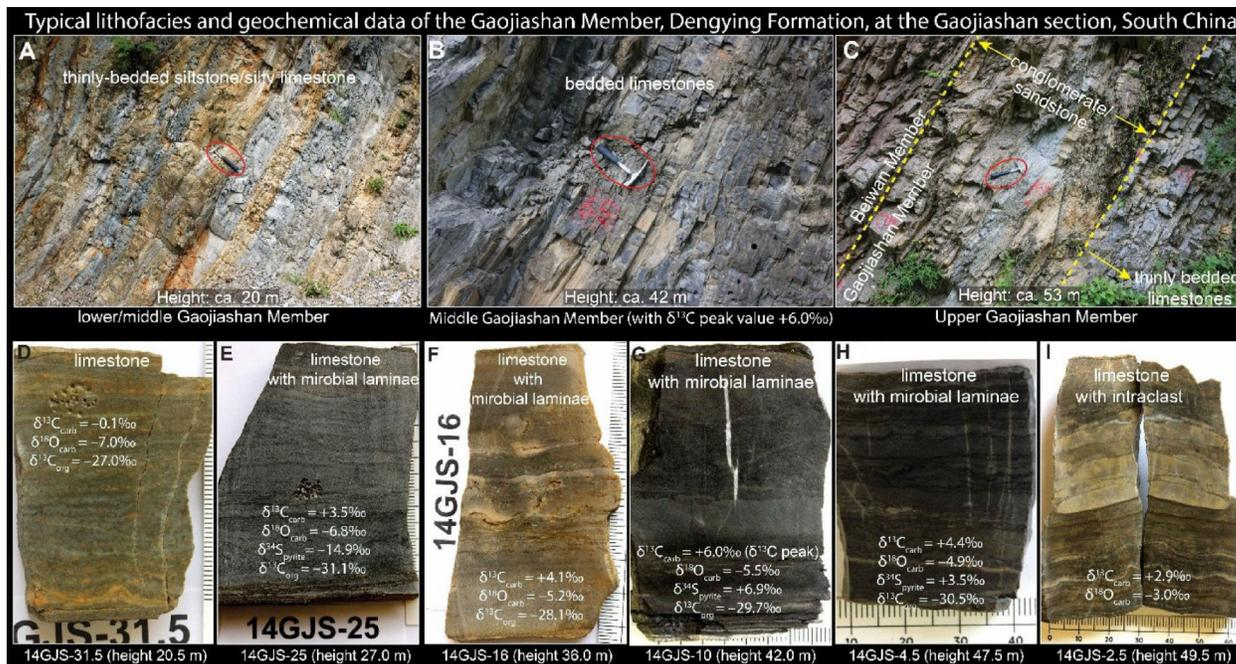 Typical lithofacies and geochemical data of the Gaojiashan Member, Dengying Formation, at the Gaojiashan section, South China
A
thinly-bedded siltstone/silty limestone
Height: ca. 20 m
lower/middle Gaojiashan Member
B
bedded limestones
Height: ca. 42 m
Middle Gaojiashan Member (with δ¹³C peak value +6.0‰)
C
conglomerate/
sandstone
Beiwan Member
Gaojiashan Member
thinly bedded
limestones
Height: ca. 53 m
Upper Gaojiashan Member
D
limestone
δ¹³Ccarb = –0.1‰
δ¹⁸Ocarb = –7.0‰
δ¹³Corg = –27.0‰
GJS-31.5
14GJS-31.5 (height 20.5 m)
E
limestone
with mirobial laminae
δ¹³Ccarb = +3.5‰
δ¹⁸Ocarb = –6.8‰
δ³⁴Spyrite = –14.9‰
δ¹³Corg = –31.1‰
14GJS-25
14GJS-25 (height 27.0 m)
F
limestone
with
mirobial laminae
14GJS-16
δ¹³Ccarb = +4.1‰
δ¹⁸Ocarb = –5.2‰
δ¹³Corg = –28.1‰
14GJS-16 (height 36.0 m)
G
limestone
with mirobial laminae
δ¹³Ccarb = +6.0‰ (δ¹³C peak)
δ¹⁸Ocarb = –5.5‰
δ³⁴Spyrite = +6.9‰
δ¹³Corg = –29.7‰
14GJS-10 (height 42.0 m)
H
limestone
with mirobial laminae
δ¹³Ccarb = +4.4‰
δ¹⁸Ocarb = –4.9‰
δ³⁴Spyrite = +3.5‰
δ¹³Corg = –30.5‰
10 20 30 40
14GJS-4.5 (height 47.5 m)
I
limestone
with intraclast
δ¹³Ccarb = +2.9‰
δ¹⁸Ocarb = –3.0‰
10 20 30 40 50 60
14GJS-2.5 (height 49.5 m)